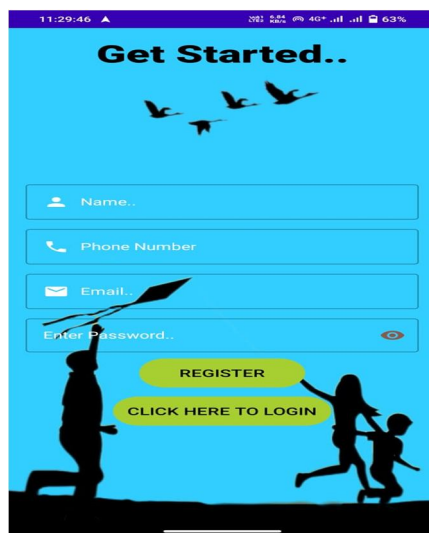 11:29:46 6.84 KB/s 4G+ 63%
Get Started..
Name..
Phone Number
Email..
Enter Password..
REGISTER
CLICK HERE TO LOGIN